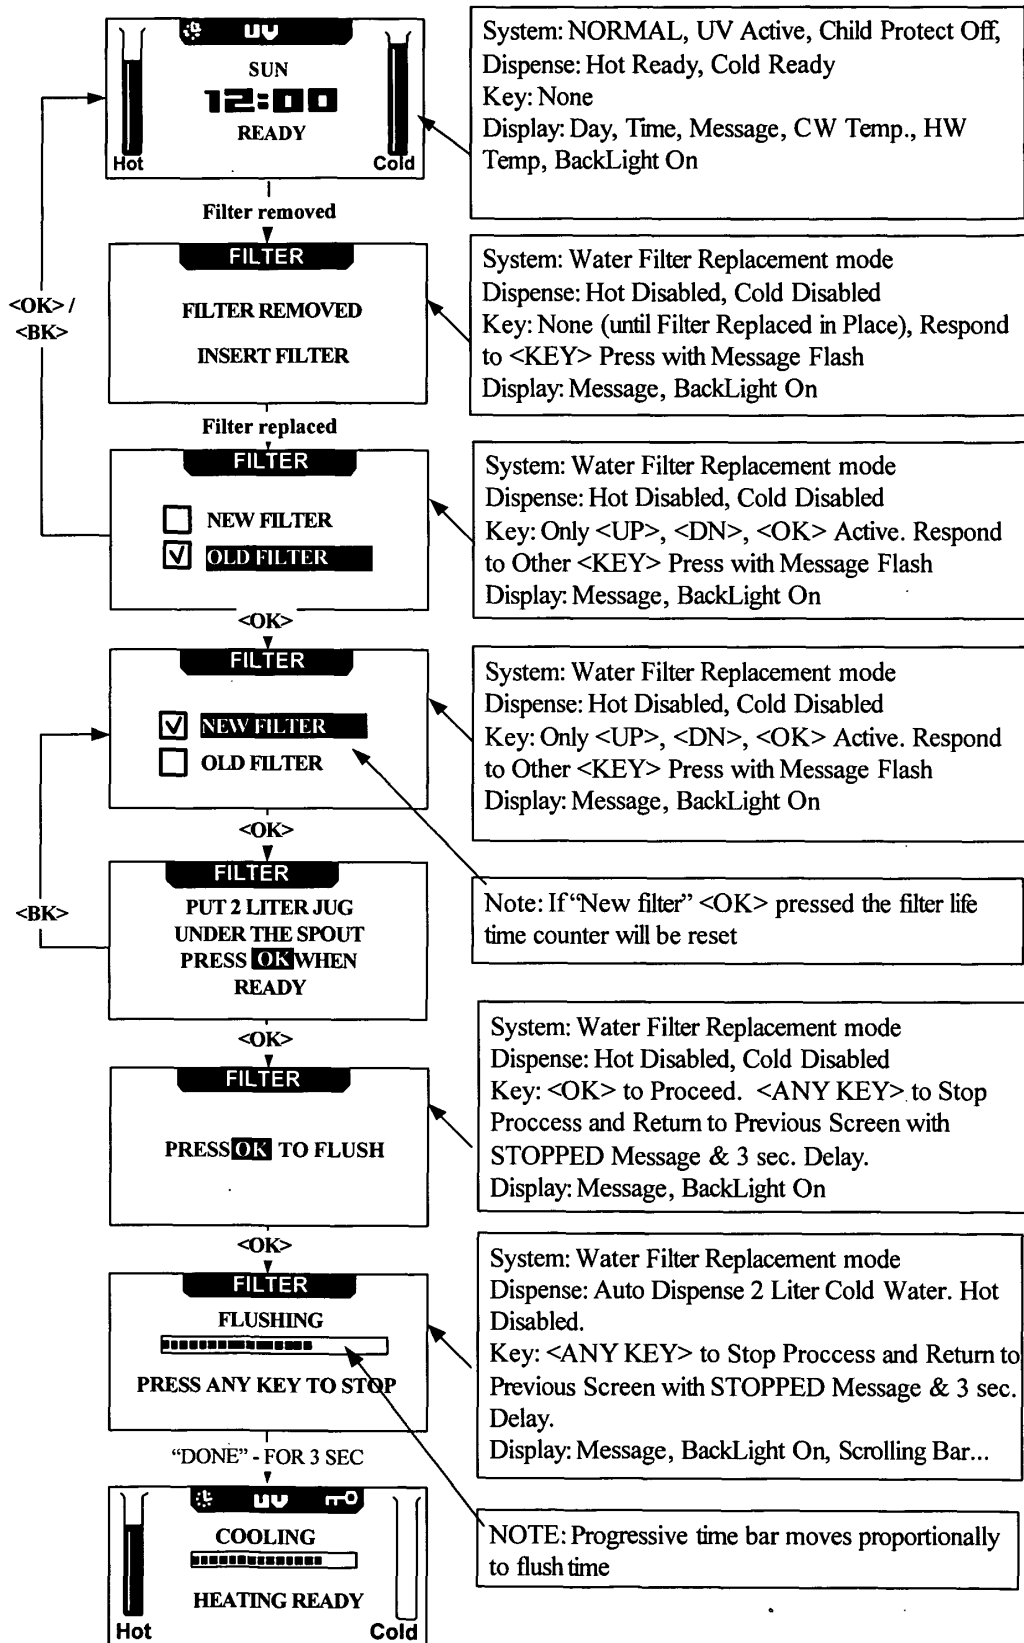 UV
SUN
12:00
READY
Hot
Cold
System: NORMAL, UV Active, Child Protect Off,
Dispense: Hot Ready, Cold Ready
Key: None
Display: Day, Time, Message, CW Temp., HW
Temp, BackLight On
Filter removed
FILTER
FILTER REMOVED
INSERT FILTER
System: Water Filter Replacement mode
Dispense: Hot Disabled, Cold Disabled
Key: None (until Filter Replaced in Place), Respond
to <KEY> Press with Message Flash
Display: Message, BackLight On
<OK> /
<BK>
Filter replaced
FILTER
NEW FILTER
OLD FILTER
System: Water Filter Replacement mode
Dispense: Hot Disabled, Cold Disabled
Key: Only <UP>, <DN>, <OK> Active. Respond
to Other <KEY> Press with Message Flash
Display: Message, BackLight On
<OK>
FILTER
NEW FILTER
OLD FILTER
System: Water Filter Replacement mode
Dispense: Hot Disabled, Cold Disabled
Key: Only <UP>, <DN>, <OK> Active. Respond
to Other <KEY> Press with Message Flash
Display: Message, BackLight On
<OK>
<BK>
FILTER
PUT 2 LITER JUG
UNDER THE SPOUT
PRESS OK WHEN
READY
Note: If “New filter” <OK> pressed the filter life
time counter will be reset
<OK>
FILTER
PRESS OK TO FLUSH
System: Water Filter Replacement mode
Dispense: Hot Disabled, Cold Disabled
Key: <OK> to Proceed. <ANY KEY> to Stop
Proccess and Return to Previous Screen with
STOPPED Message & 3 sec. Delay.
Display: Message, BackLight On
<OK>
FILTER
FLUSHING
PRESS ANY KEY TO STOP
System: Water Filter Replacement mode
Dispense: Auto Dispense 2 Liter Cold Water. Hot
Disabled.
Key: <ANY KEY> to Stop Proccess and Return to
Previous Screen with STOPPED Message & 3 sec.
Delay.
Display: Message, BackLight On, Scrolling Bar...
“DONE” - FOR 3 SEC
UV
COOLING
HEATING READY
Hot
Cold
NOTE: Progressive time bar moves proportionally
to flush time